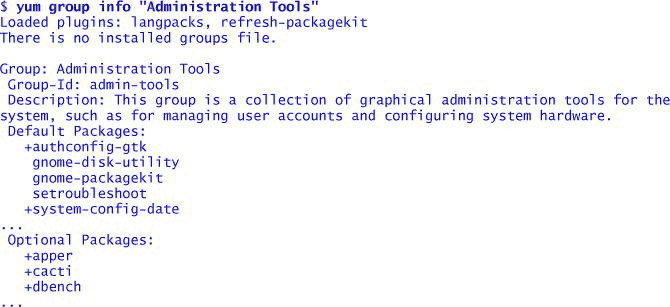 $ yum group info "Administration Tools"
Loaded plugins: langpacks, refresh-packagekit
There is no installed groups file.

Group: Administration Tools
 Group-Id: admin-tools
 Description: This group is a collection of graphical administration tools for the
system, such as for managing user accounts and configuring system hardware.
 Default Packages:
   +authconfig-gtk
    gnome-disk-utility
    gnome-packagekit
    setroubleshoot
   +system-config-date
...
 Optional Packages:
   +apper
   +cacti
   +dbench
...